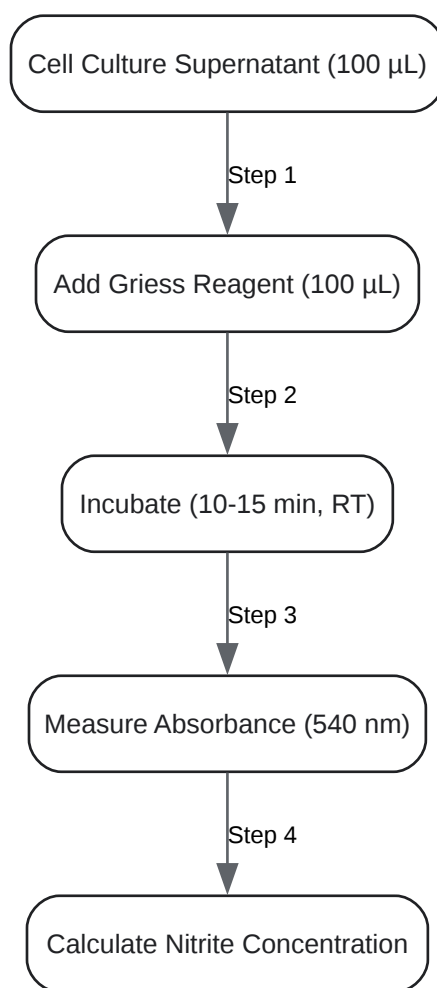 Cell Culture Supernatant (100 µL)
Step 1
Add Griess Reagent (100 µL)
Step 2
Incubate (10-15 min, RT)
Step 3
Measure Absorbance (540 nm)
Step 4
Calculate Nitrite Concentration